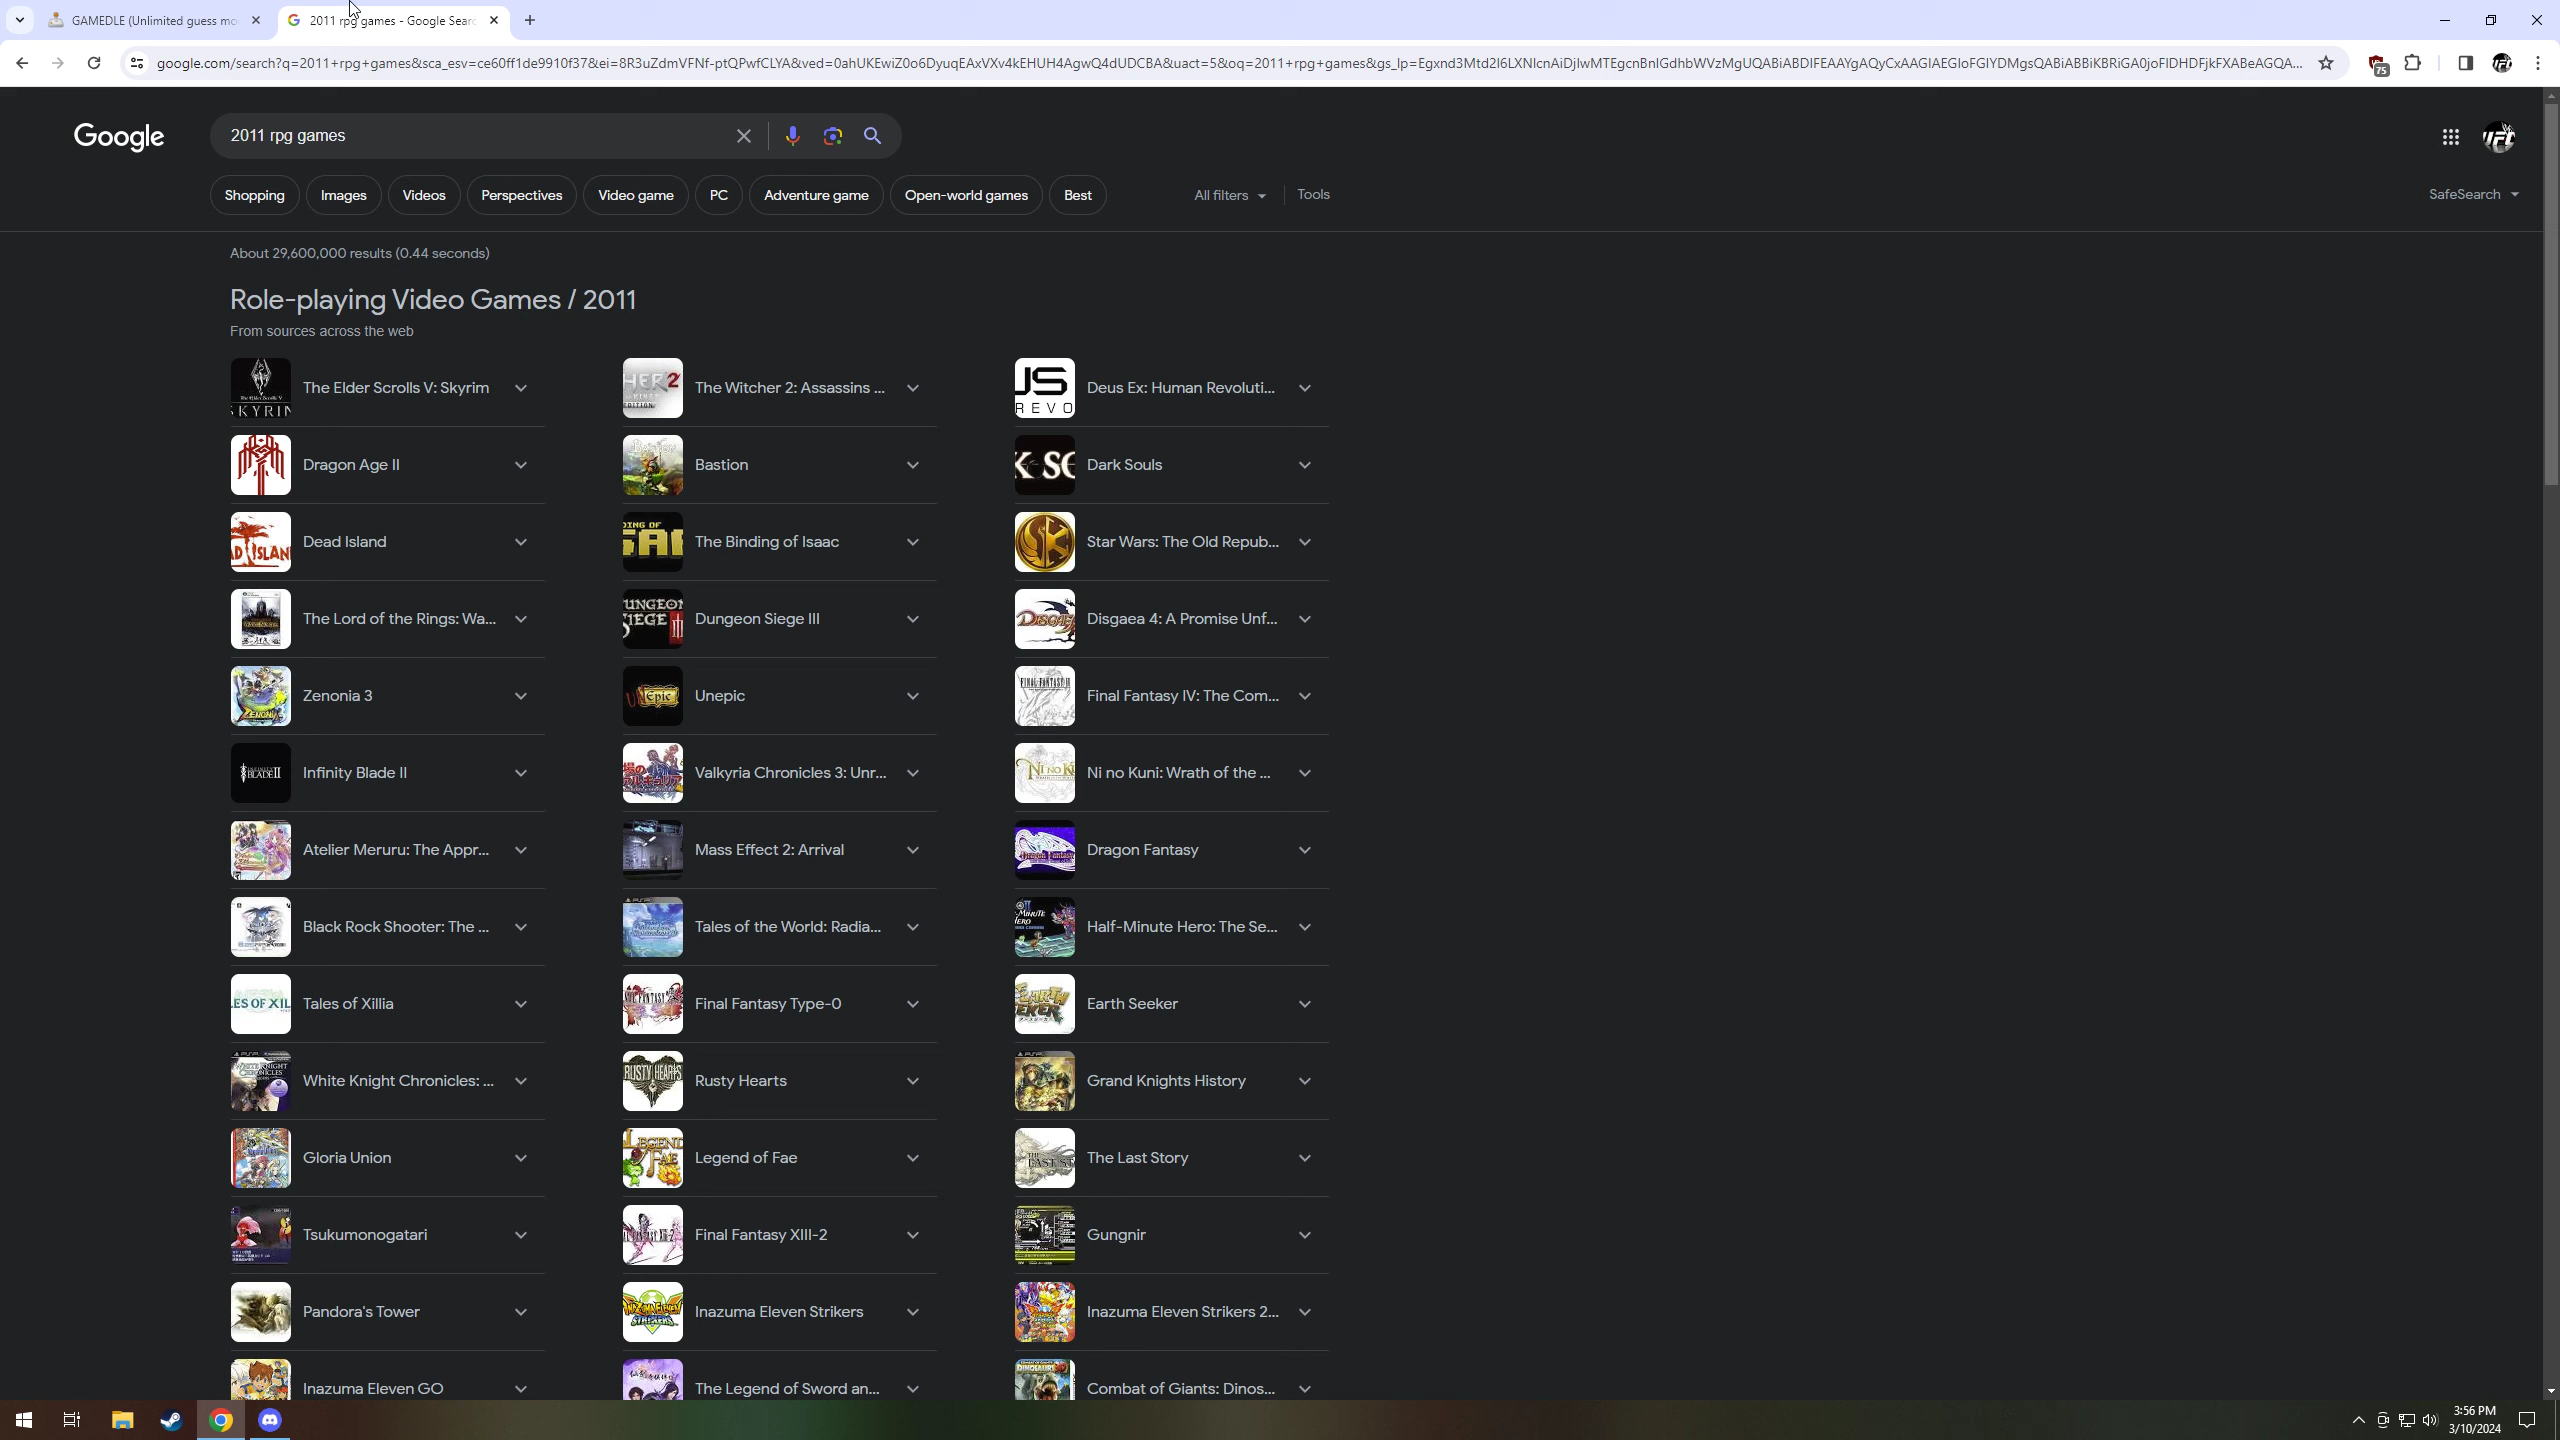 GAMEDLE (Unlimited guess mo
2011 rpg games - Google Sear
google.com/search?q=2011+rpg+games&sca_esv=ce60ff1de9910f37&ei=8R3uZdmVFNf-ptQPwfCLYA&ved=0ahUKEwiZ0o6DyuqEAxVXv4kEHUH4AgwQ4dUDCBA&uact=5&oq=2011+rpg+games&gs_lp=
75
Google
2011 rpg games
Shopping
Images
Videos
Perspectives
Video game
PC
Adventure game
Open-world games
Best
All filters
Tools
SafeSearch
About 29,600,000 results (0.44 seconds)
Role-playing Video Games / 2011
From sources across the web
The Elder Scrolls V: Skyrim
The Witcher 2: Assassins ...
Deus Ex: Human Revoluti...
Dragon Age II
Bastion
Dark Souls
Dead Island
The Binding of Isaac
Star Wars: The Old Repub...
The Lord of the Rings: Wa...
Dungeon Siege III
Disgaea 4: A Promise Unf...
Zenonia 3
Unepic
Final Fantasy IV: The Com...
Infinity Blade II
Valkyria Chronicles 3: Unr...
Ni no Kuni: Wrath of the ...
Atelier Meruru: The Appr...
Mass Effect 2: Arrival
Dragon Fantasy
Black Rock Shooter: The ...
Tales of the World: Radia...
Half-Minute Hero: The Se...
Tales of Xillia
Final Fantasy Type-0
Earth Seeker
White Knight Chronicles: ...
Rusty Hearts
Grand Knights History
Gloria Union
Legend of Fae
The Last Story
Tsukumonogatari
Final Fantasy XIII-2
Gungnir
Pandora's Tower
Inazuma Eleven Strikers
Inazuma Eleven Strikers 2...
Inazuma Eleven GO
The Legend of Sword an...
Combat of Giants: Dinos...
3:56 PM
3/10/2024